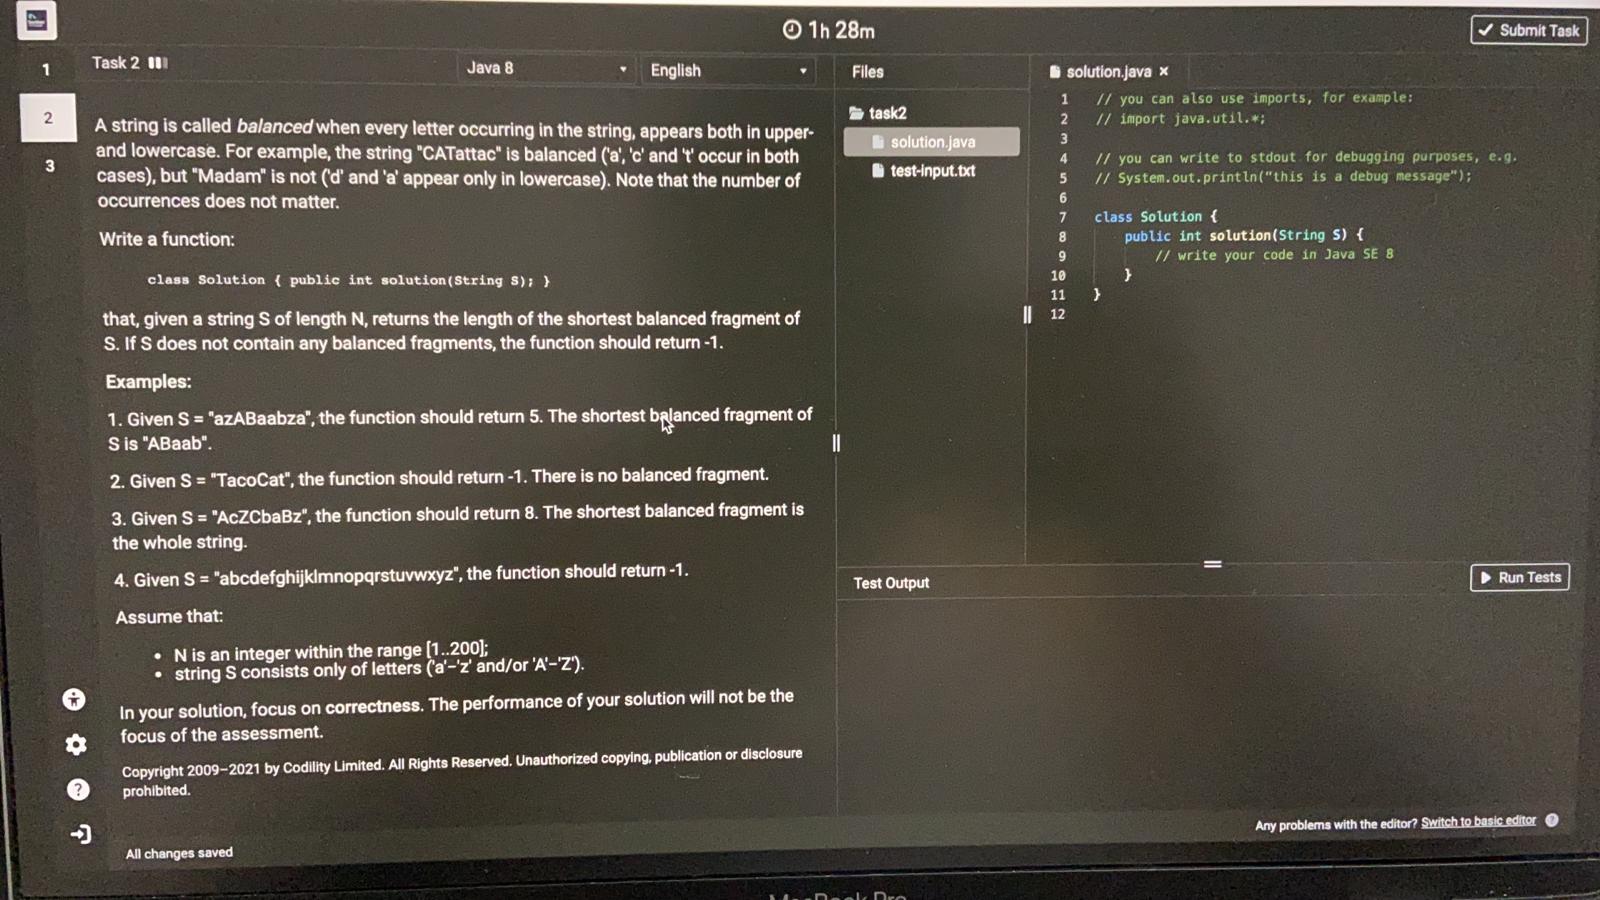 1h 28m
Submit Task
1
Task 2
Java 8
English
Files
solution.java ×
2
3
A string is called balanced when every letter occurring in the string, appears both in upper-
and lowercase. For example, the string "CATattac" is balanced ('a', 'c' and 't' occur in both
cases), but "Madam" is not ('d' and 'a' appear only in lowercase). Note that the number of
occurrences does not matter.
Write a function:
class Solution { public int solution(String S); }
that, given a string S of length N, returns the length of the shortest balanced fragment of
S. If S does not contain any balanced fragments, the function should return -1.
Examples:
1. Given S = "azABaabza", the function should return 5. The shortest balanced fragment of
S is "ABaab".
2. Given S = "TacoCat", the function should return -1. There is no balanced fragment.
3. Given S = "AcZCbaBz", the function should return 8. The shortest balanced fragment is
the whole string.
4. Given S = "abcdefghijklmnopqrstuvwxyz", the function should return -1.
Assume that:
• N is an integer within the range [1..200];
• string S consists only of letters ('a'-'z' and/or 'A'-'Z').
In your solution, focus on correctness. The performance of your solution will not be the
focus of the assessment.
Copyright 2009–2021 by Codility Limited. All Rights Reserved. Unauthorized copying, publication or disclosure
prohibited.
All changes saved
task2
solution.java
test-input.txt
1 // you can also use imports, for example:
2 // import java.util.*;
3
4 // you can write to stdout for debugging purposes, e.g.
5 // System.out.println("this is a debug message");
6
7 class Solution {
8 public int solution(String S) {
9 // write your code in Java SE 8
10 }
11 }
12
Test Output
Run Tests
Any problems with the editor? Switch to basic editor
?
MacBook Pro